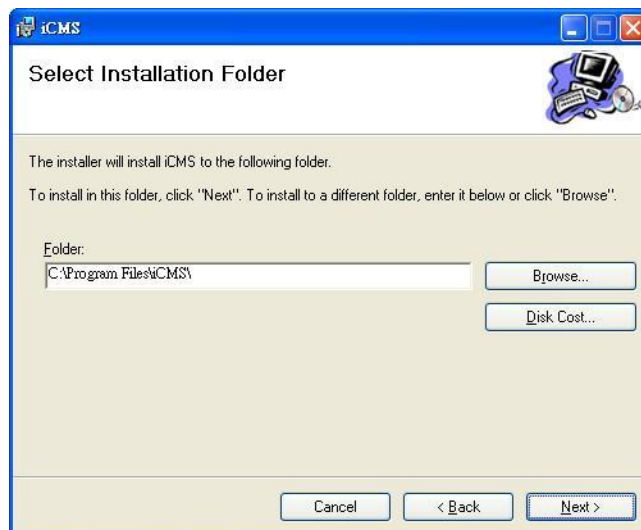 iCMS
Select Installation Folder
The installer will install iCMS to the following folder.
To install in this folder, click "Next". To install to a different folder, enter it below or click "Browse".
Folder:
C:\Program Files\iCMS\
Browse...
Disk Cost...
Cancel
< Back
Next >